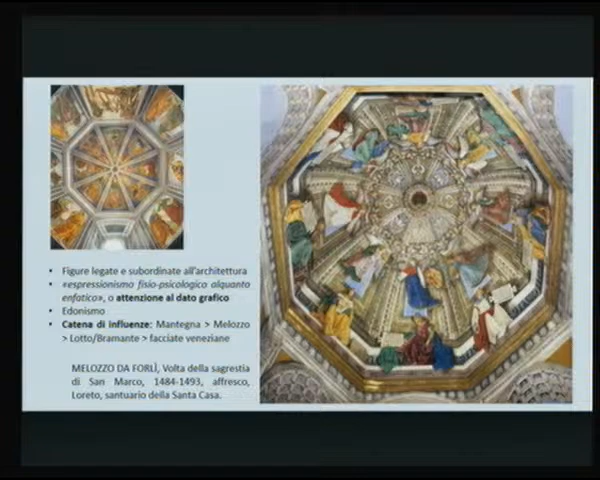 • Figure legate e subordinate all'architettura
• «espressionismo fisio-psicologico alquanto
enfatico», o attenzione al dato grafico
• Edonismo
• Catena di influenze: Mantegna > Melozzo
> Lotto/Bramante > facciate veneziane
MELOZZO DA FORLÌ, Volta della sagrestia
di San Marco, 1484-1493, affresco,
Loreto, santuario della Santa Casa.